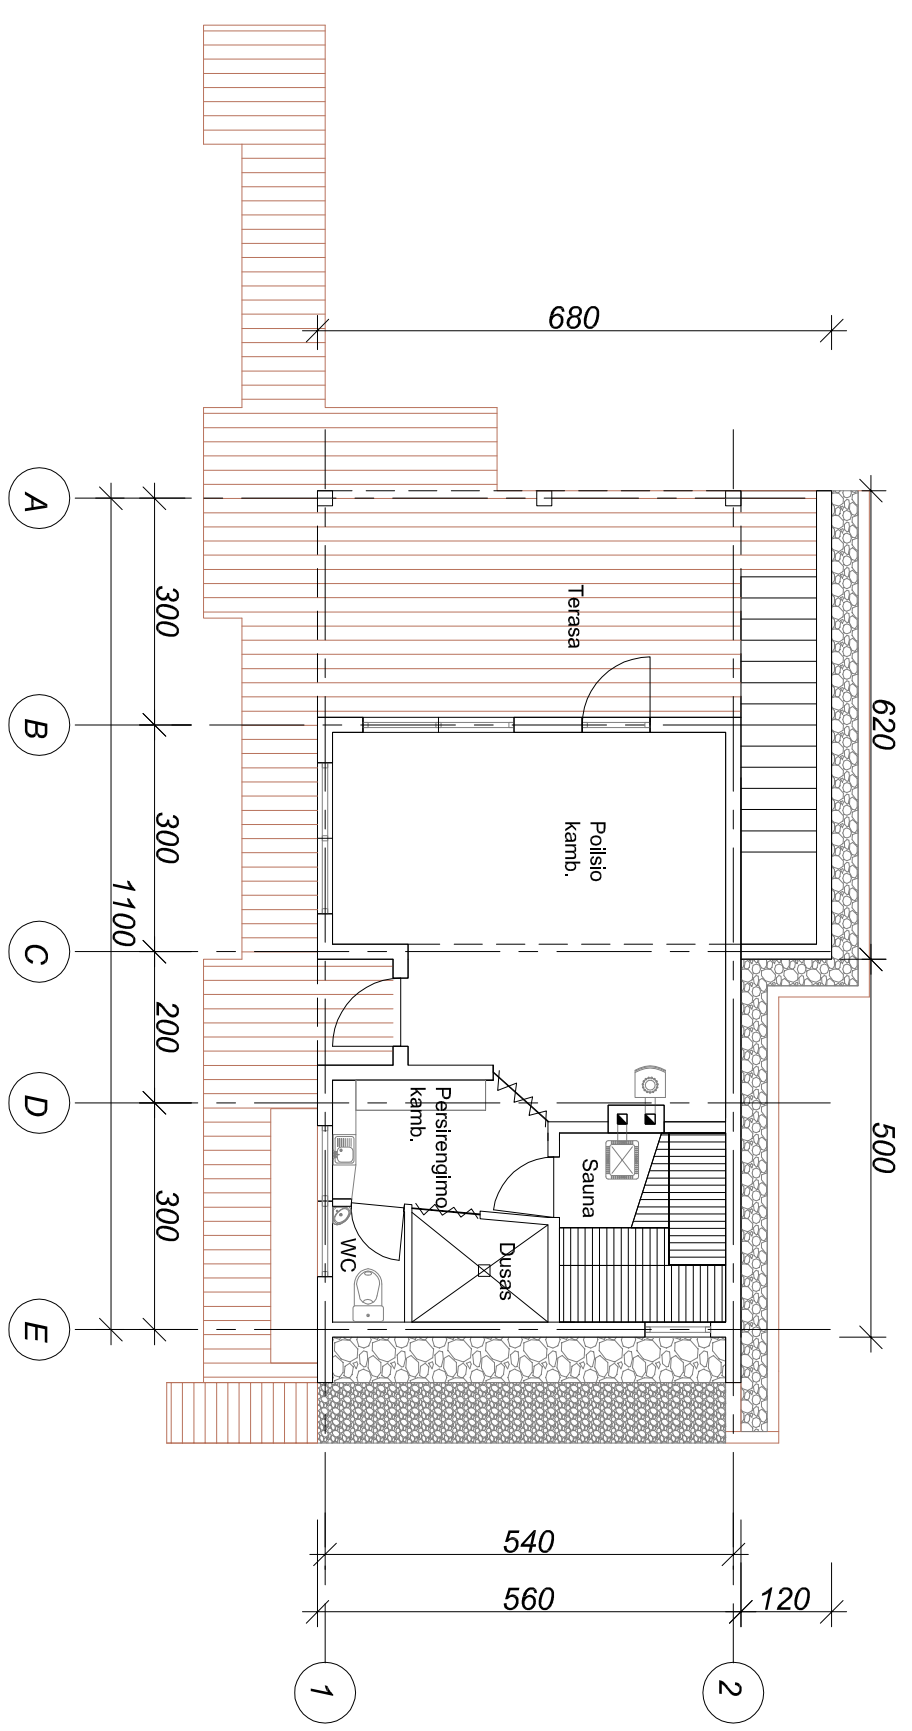 680
620
500
A
B
C
D
E
300
300
200
300
1100
Terasa
Poilsio
kamb.
Persirengimo
kamb.
Sauna
WC
Dusas
540
560
120
1
2